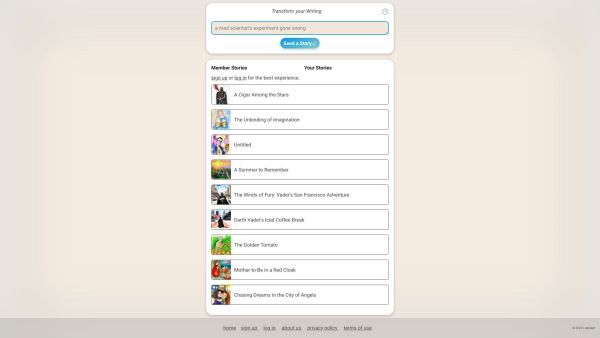 Transform your Writing
a mad scientist's experiment gone wrong
Seed a Story
Member Stories
Your Stories
sign up or log in for the best experience.
A Cigar Among the Stars
The Unbinding of Imagination
Untitled
A Summer to Remember
The Winds of Fury: Vader's San Francisco Adventure
Darth Vader's Iced Coffee Break
The Golden Tomato
Mother-to-Be in a Red Cloak
Chasing Dreams in the City of Angels
home sign up log in about us privacy policy terms of use